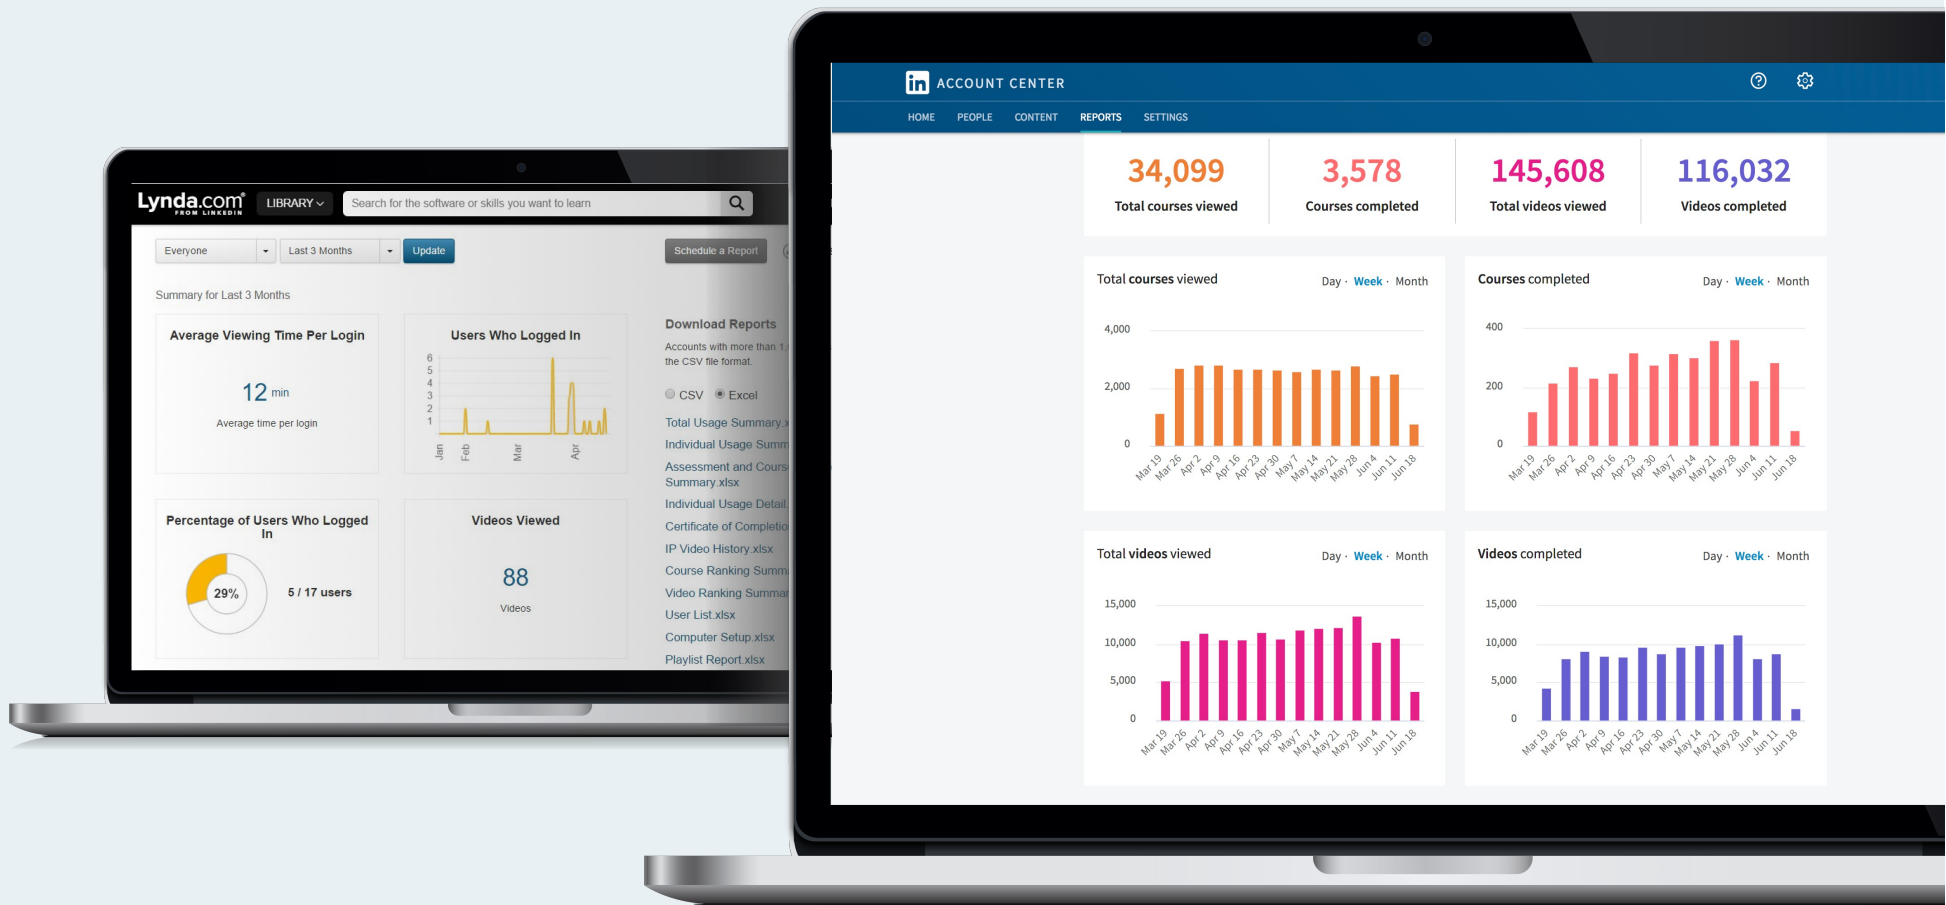 Lynda.com®
FROM LINKEDIN
LIBRARY
Search for the software or skills you want to learn
Everyone
Last 3 Months
Update
Schedule a Report
Summary for Last 3 Months
Average Viewing Time Per Login
12 min
Average time per login
Users Who Logged In
6
5
4
3
2
1
Jan
Feb
Mar
Apr
Percentage of Users Who Logged
In
29%
5 / 17 users
Videos Viewed
88
Videos
Download Reports
Accounts with more than
the CSV file format.
CSV
Excel
Total Usage Summary
Individual Usage
Assessment and
Summary.xlsx
Individual Usage Detail
Certificate of
IP Video History.xlsx
Course Ranking
Video Ranking
User List.xlsx
Computer Setup.xlsx
Playlist Report.xlsx
in ACCOUNT CENTER
HOME PEOPLE CONTENT REPORTS SETTINGS
34,099
Total courses viewed
3,578
Courses completed
145,608
Total videos viewed
116,032
Videos completed
Total courses viewed
Day · Week · Month
4,000
2,000
0
Mar 19 Mar 26 Apr 2 Apr 9 Apr 16 Apr 23 Apr 30 May 7 May 14 May 21 May 28 Jun 4 Jun 11 Jun 18
Courses completed
Day · Week · Month
400
200
0
Mar 19 Mar 26 Apr 2 Apr 9 Apr 16 Apr 23 Apr 30 May 7 May 14 May 21 May 28 Jun 4 Jun 11 Jun 18
Total videos viewed
Day · Week · Month
15,000
10,000
5,000
0
Mar 19 Mar 26 Apr 2 Apr 9 Apr 16 Apr 23 Apr 30 May 7 May 14 May 21 May 28 Jun 4 Jun 11 Jun 18
Videos completed
Day · Week · Month
15,000
10,000
5,000
0
Mar 19 Mar 26 Apr 2 Apr 9 Apr 16 Apr 23 Apr 30 May 7 May 14 May 21 May 28 Jun 4 Jun 11 Jun 18